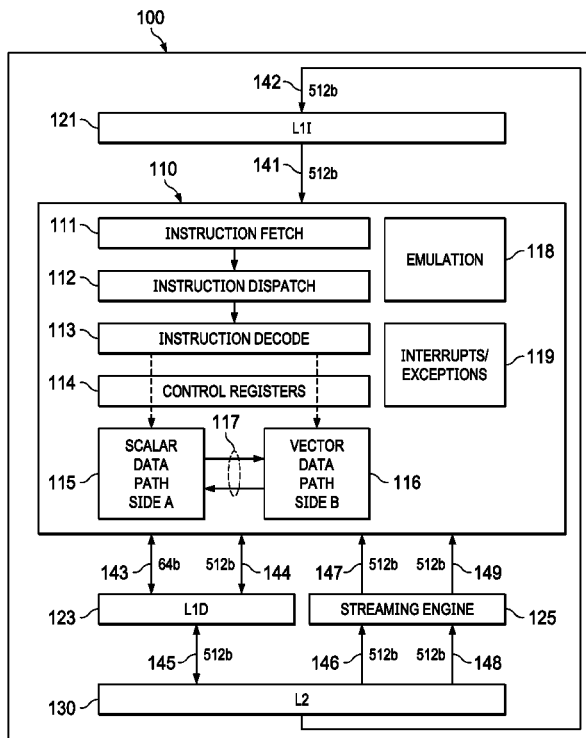 100
142
512b
121
L1I
141
512b
110
111
INSTRUCTION FETCH
112
INSTRUCTION DISPATCH
EMULATION
118
113
INSTRUCTION DECODE
114
CONTROL REGISTERS
INTERRUPTS/
EXCEPTIONS
119
117
115
SCALAR
DATA
PATH
SIDE A
VECTOR
DATA
PATH
SIDE B
116
143
64b
512b
144
147
512b
512b
149
123
L1D
STREAMING ENGINE
125
145
512b
146
512b
512b
148
130
L2